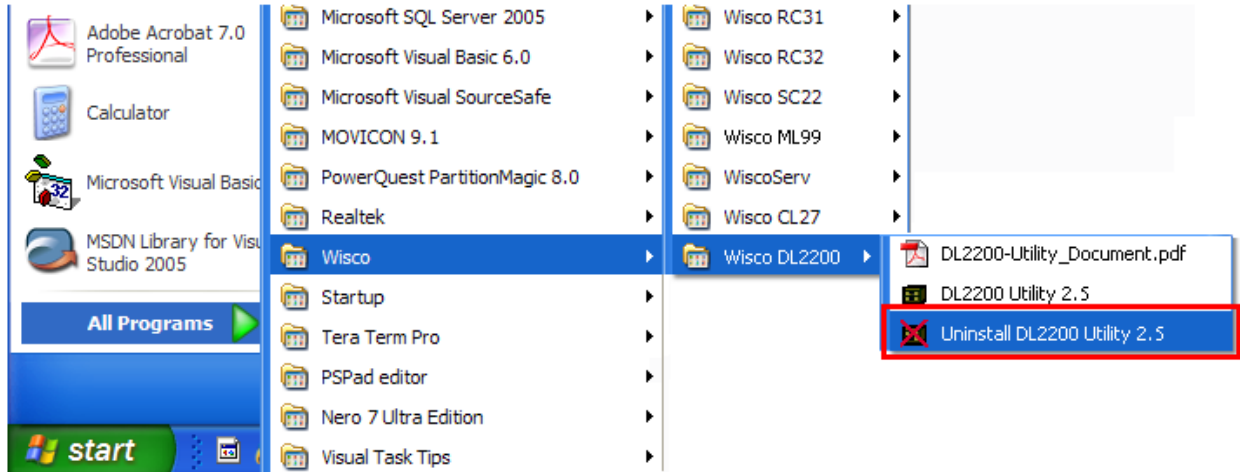 Adobe Acrobat 7.0
Professional
Calculator
Microsoft Visual Basic
MSDN Library for Visu
Studio 2005
All Programs
start
Microsoft SQL Server 2005
Microsoft Visual Basic 6.0
Microsoft Visual SourceSafe
MOVICON 9.1
PowerQuest PartitionMagic 8.0
Realtek
Wisco
Startup
Tera Term Pro
PSPad editor
Nero 7 Ultra Edition
Visual Task Tips
Wisco RC31
Wisco RC32
Wisco SC22
Wisco ML99
WiscoServ
Wisco CL27
Wisco DL2200
DL2200-Utility_Document.pdf
DL2200 Utility 2.5
Uninstall DL2200 Utility 2.5